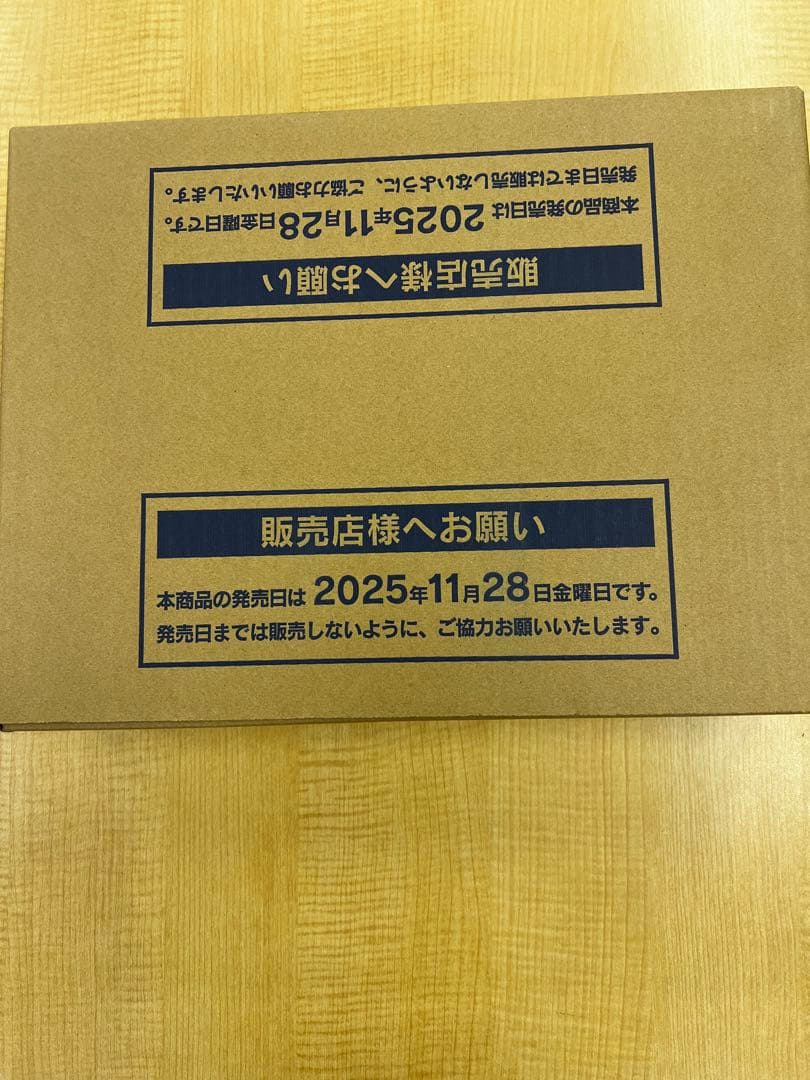 発売日までは販売しないように、ご協力お願いいたします。
本商品の発売日は 2025年11月28日金曜日です。
販売店様へお願い
販売店様へお願い
本商品の発売日は 2025年11月28日金曜日です。
発売日までは販売しないように、ご協力お願いいたします。